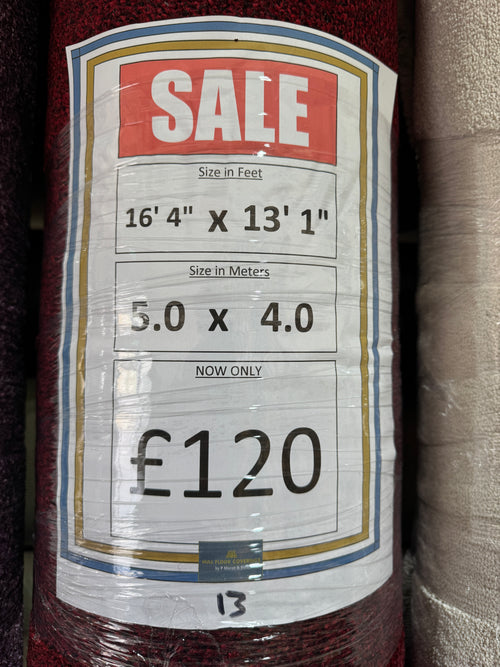 SALE
Size in Feet
16' 4" x 13' 1"
Size in Meters
5.0 x 4.0
NOW ONLY
£120
13